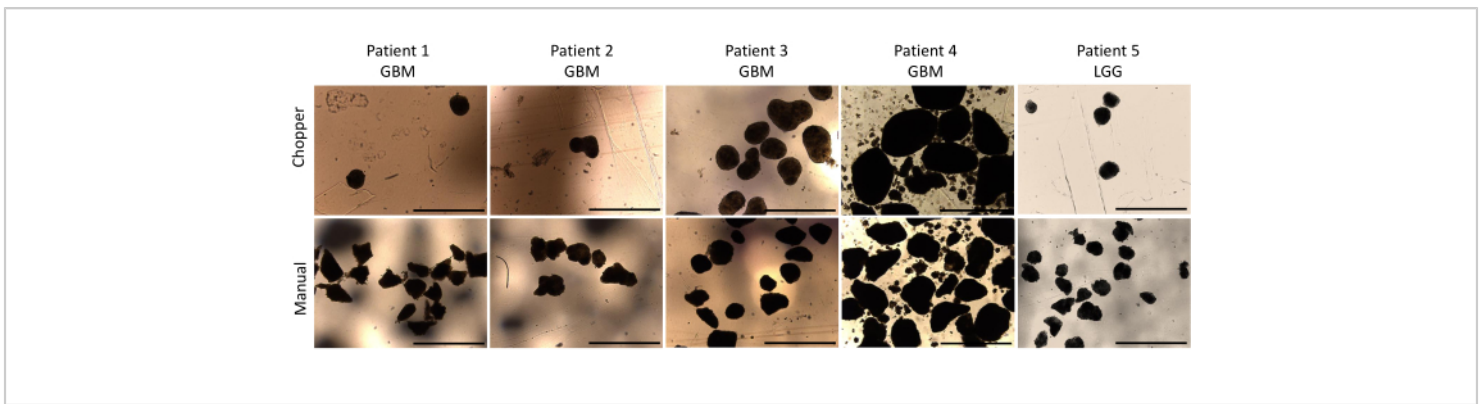 Patient 1
GBM
Patient 2
GBM
Patient 3
GBM
Patient 4
GBM
Patient 5
LGG
Chopper
Manual